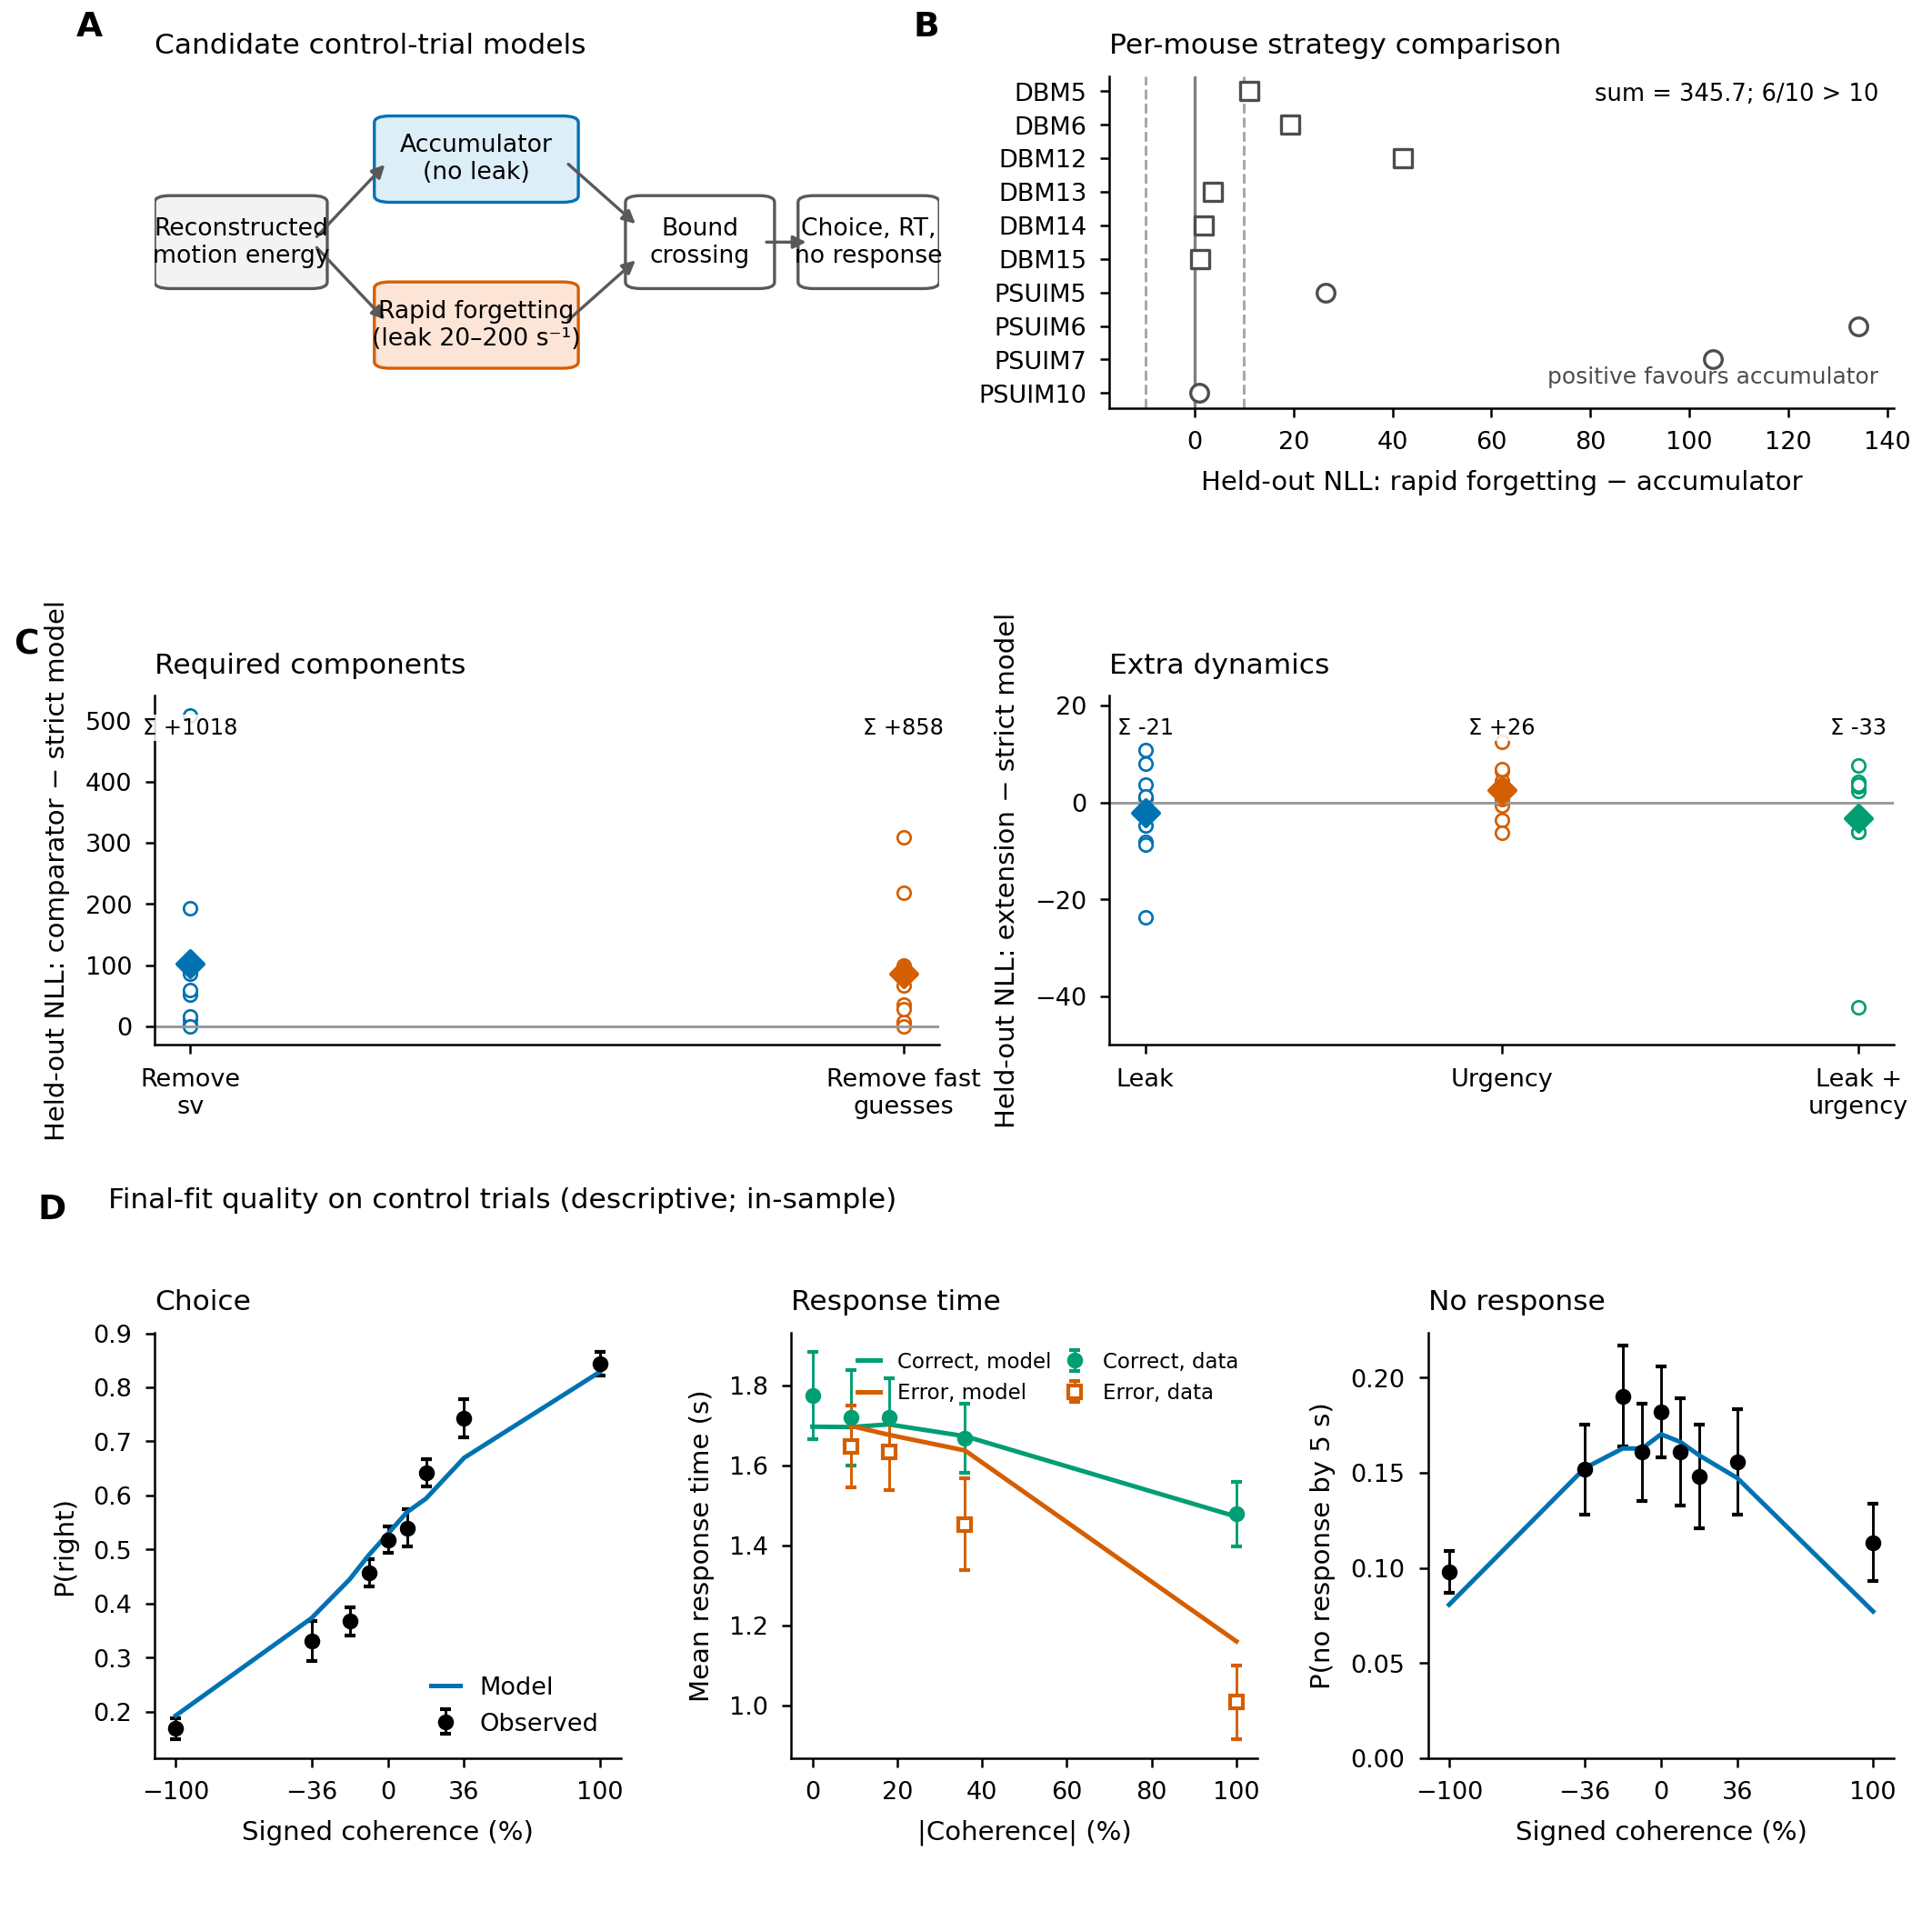 A
Candidate control-trial models
Accumulator
(no leak)
Reconstructed
motion energy
Rapid forgetting
(leak 20–200 s⁻¹)
Bound
crossing
Choice, RT,
no response
B
Per-mouse strategy comparison
sum = 345.7; 6/10 > 10
DBM5
DBM6
DBM12
DBM13
DBM14
DBM15
PSUIM5
PSUIM6
PSUIM7
PSUIM10
positive favours accumulator
0 20 40 60 80 100 120 140
Held-out NLL: rapid forgetting − accumulator
C
Required components
Held-out NLL: comparator − strict model
500
400
300
200
100
0
Σ +1018
Σ +858
Remove
sv
Remove fast
guesses
Extra dynamics
Held-out NLL: extension − strict model
20
0
−20
−40
Σ -21
Σ +26
Σ -33
Leak
Urgency
Leak +
urgency
D
Final-fit quality on control trials (descriptive; in-sample)
Choice
P(right)
0.9
0.8
0.7
0.6
0.5
0.4
0.3
0.2
Model
Observed
−100 −36 0 36 100
Signed coherence (%)
Response time
Mean response time (s)
1.8
1.6
1.4
1.2
1.0
Correct, model
Error, model
Correct, data
Error, data
0 20 40 60 80 100
|Coherence| (%)
No response
P(no response by 5 s)
0.20
0.15
0.10
0.05
0.00
−100 −36 0 36 100
Signed coherence (%)